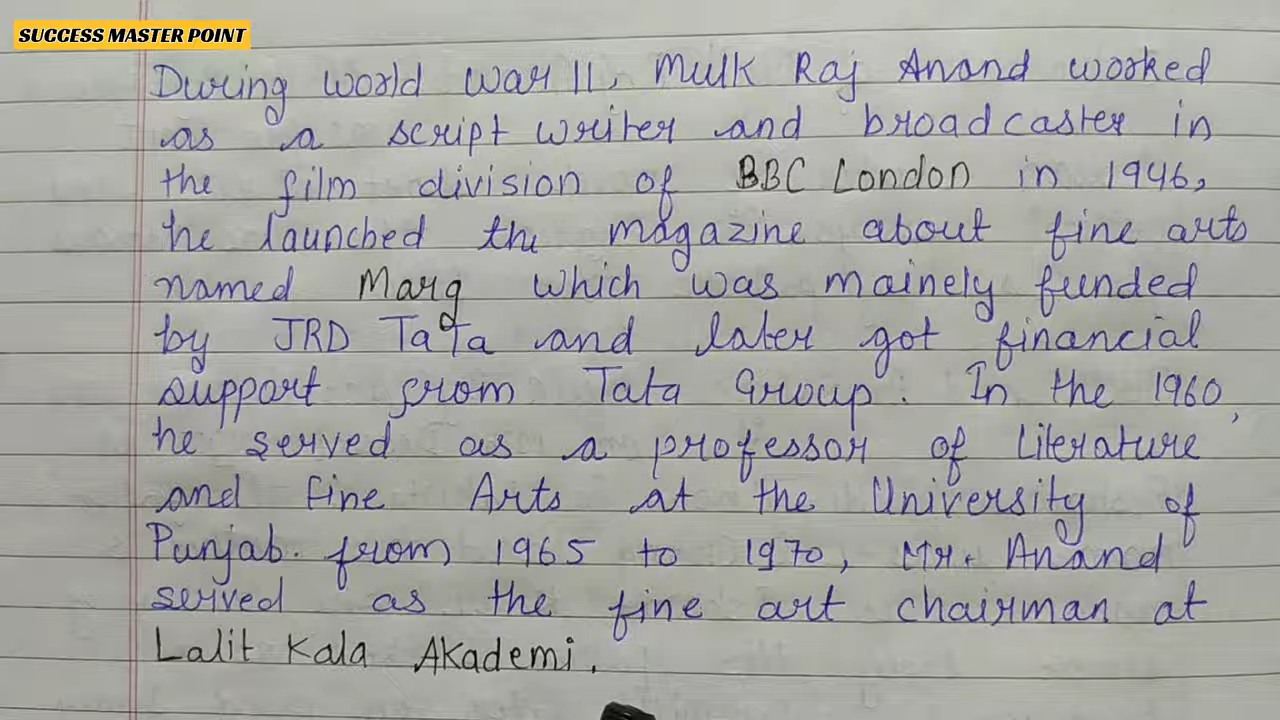 SUCCESS MASTER POINT
During World War II, Mulk Raj Anand worked
as a script writer and broadcaster in
the film division of BBC London in 1946,
he launched the magazine about fine arts
named Marg which was mainely funded
by JRD Tata and later got financial
support from Tata Group. In the 1960,
he served as a professor of Literature
and Fine Arts at the University of
Punjab. from 1965 to 1970, Mr. Anand
served as the fine art chairman at
Lalit Kala Akademi.